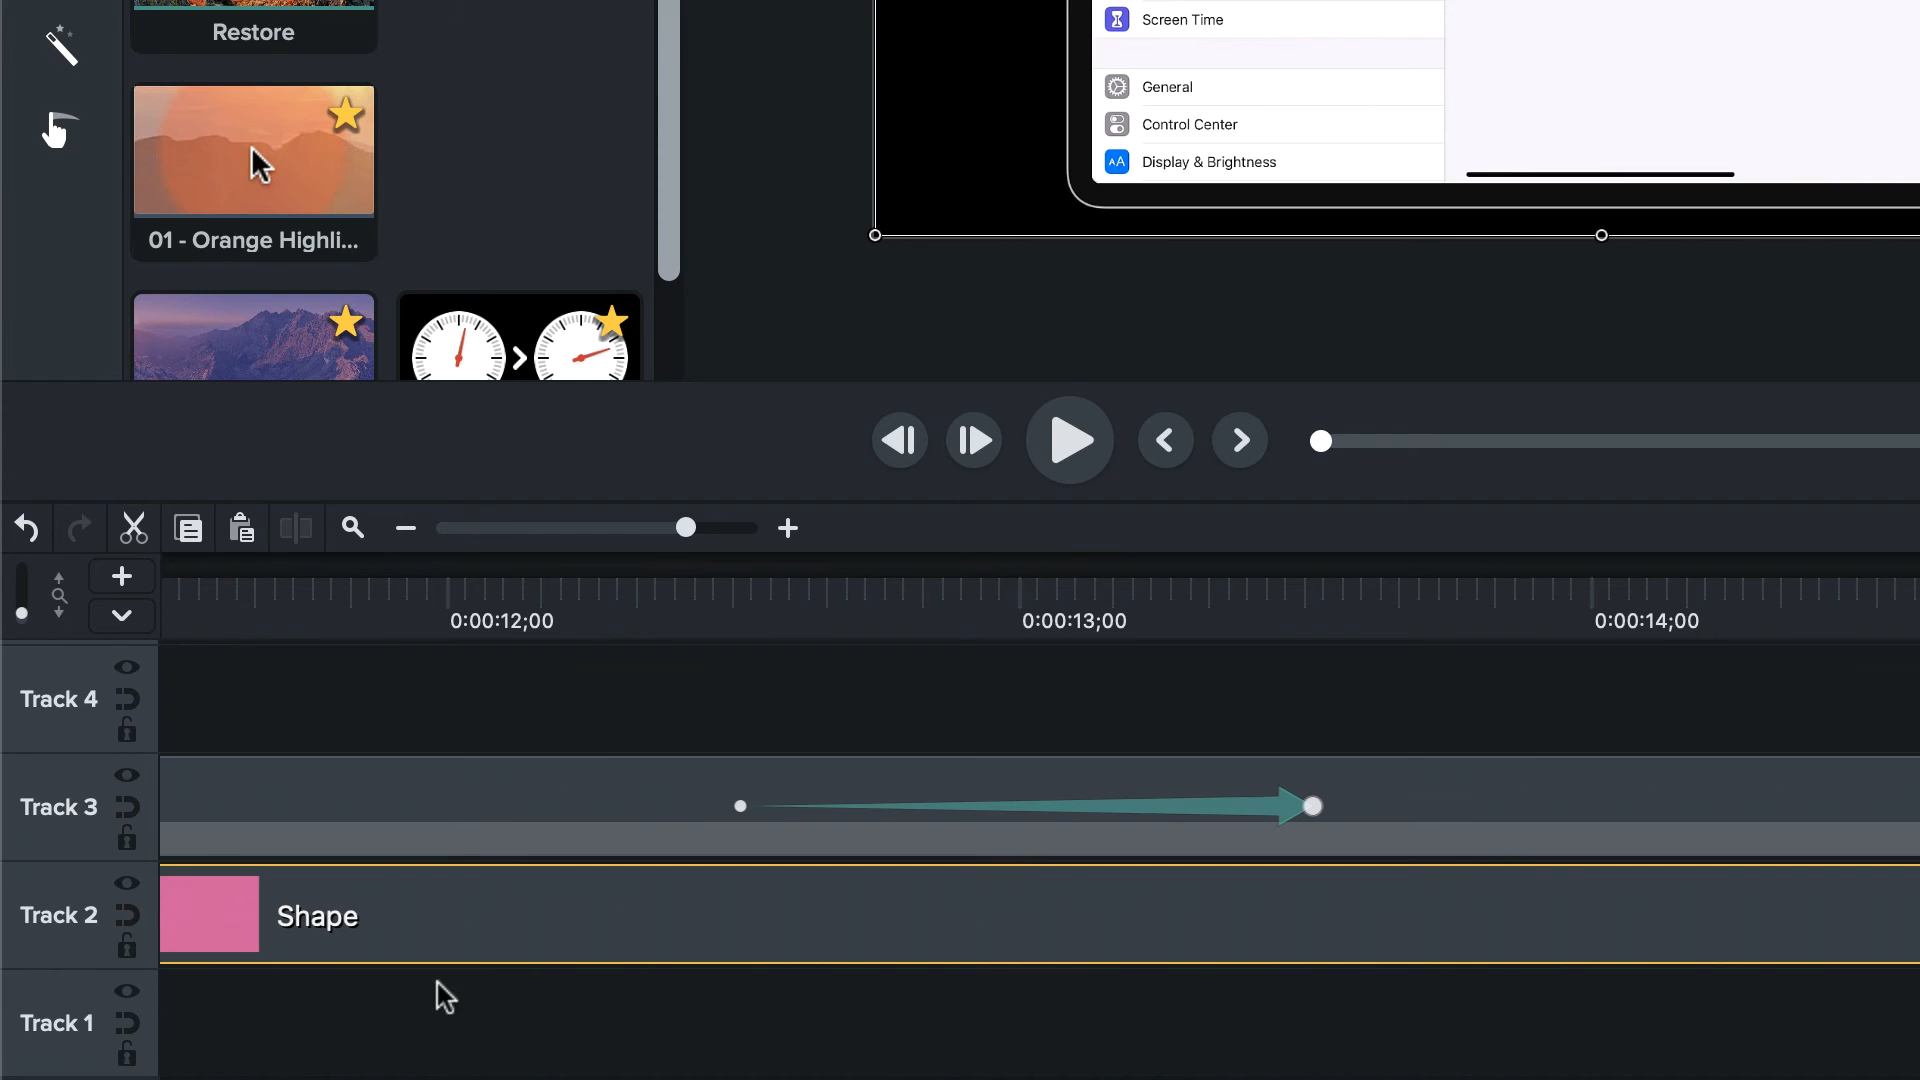 Restore
01 - Orange Highli...
Screen Time
General
Control Center
AA
Display & Brightness
0:00:12;00
0:00:13;00
0:00:14;00
Track 4
Track 3
Track 2
Shape
Track 1